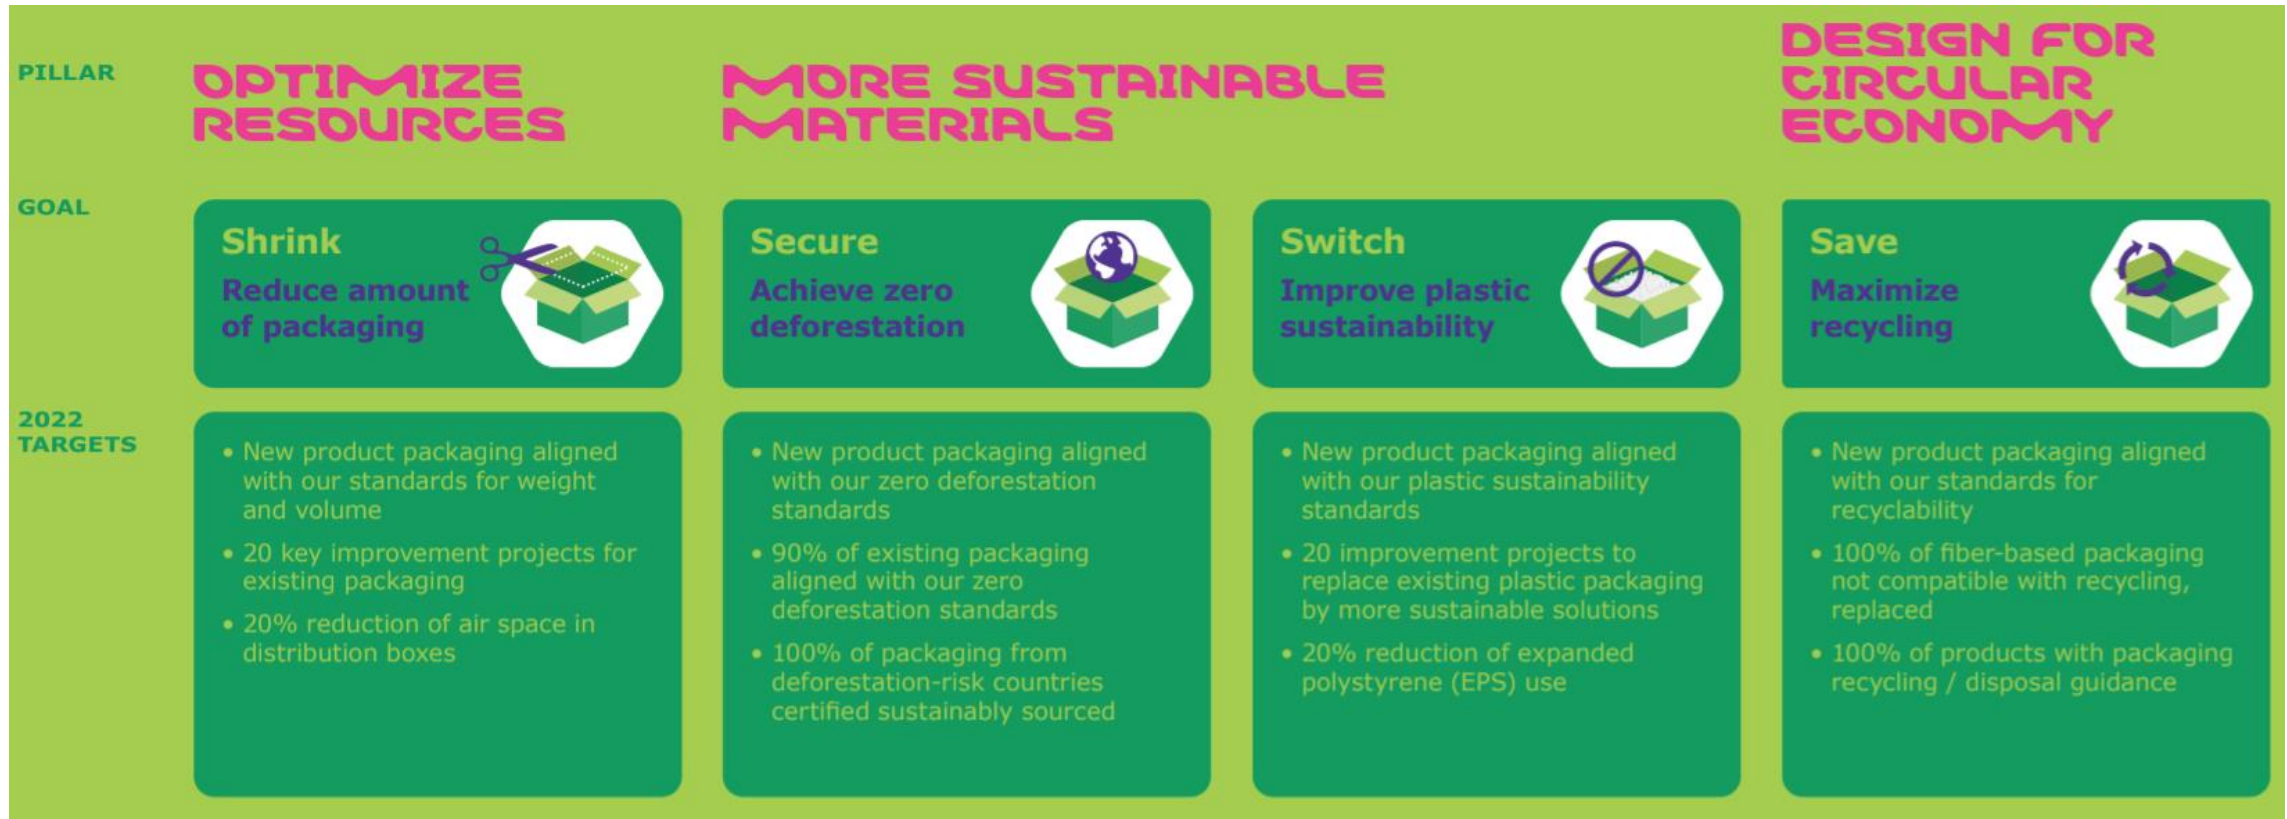 PILLAR
OPTIMIZE
RESOURCES
MORE SUSTAINABLE
MATERIALS
DESIGN FOR
CIRCULAR
ECONOMY
GOAL
Shrink
Reduce amount
of packaging
Secure
Achieve zero
deforestation
Switch
Improve plastic
sustainability
Save
Maximize
recycling
2022
TARGETS
• New product packaging aligned
with our standards for weight
and volume
• 20 key improvement projects for
existing packaging
• 20% reduction of air space in
distribution boxes
• New product packaging aligned
with our zero deforestation
standards
• 90% of existing packaging
aligned with our zero
deforestation standards
• 100% of packaging from
deforestation-risk countries
certified sustainably sourced
• New product packaging aligned
with our plastic sustainability
standards
• 20 improvement projects to
replace existing plastic packaging
by more sustainable solutions
• 20% reduction of expanded
polystyrene (EPS) use
• New product packaging aligned
with our standards for
recyclability
• 100% of fiber-based packaging
not compatible with recycling,
replaced
• 100% of products with packaging
recycling / disposal guidance